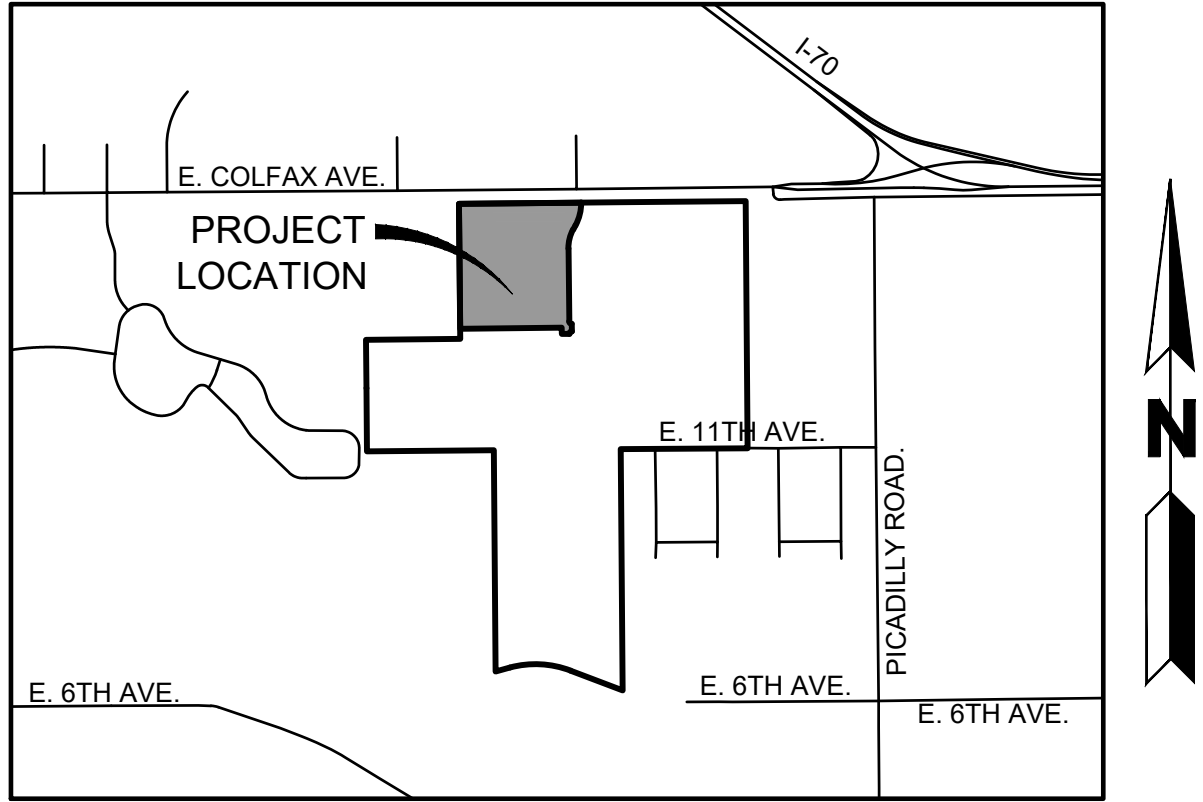 I-70
E. COLFAX AVE.
PROJECT
LOCATION
N
E. 11TH AVE.
PICADILLY ROAD.
E. 6TH AVE.
E. 6TH AVE.
E. 6TH AVE.